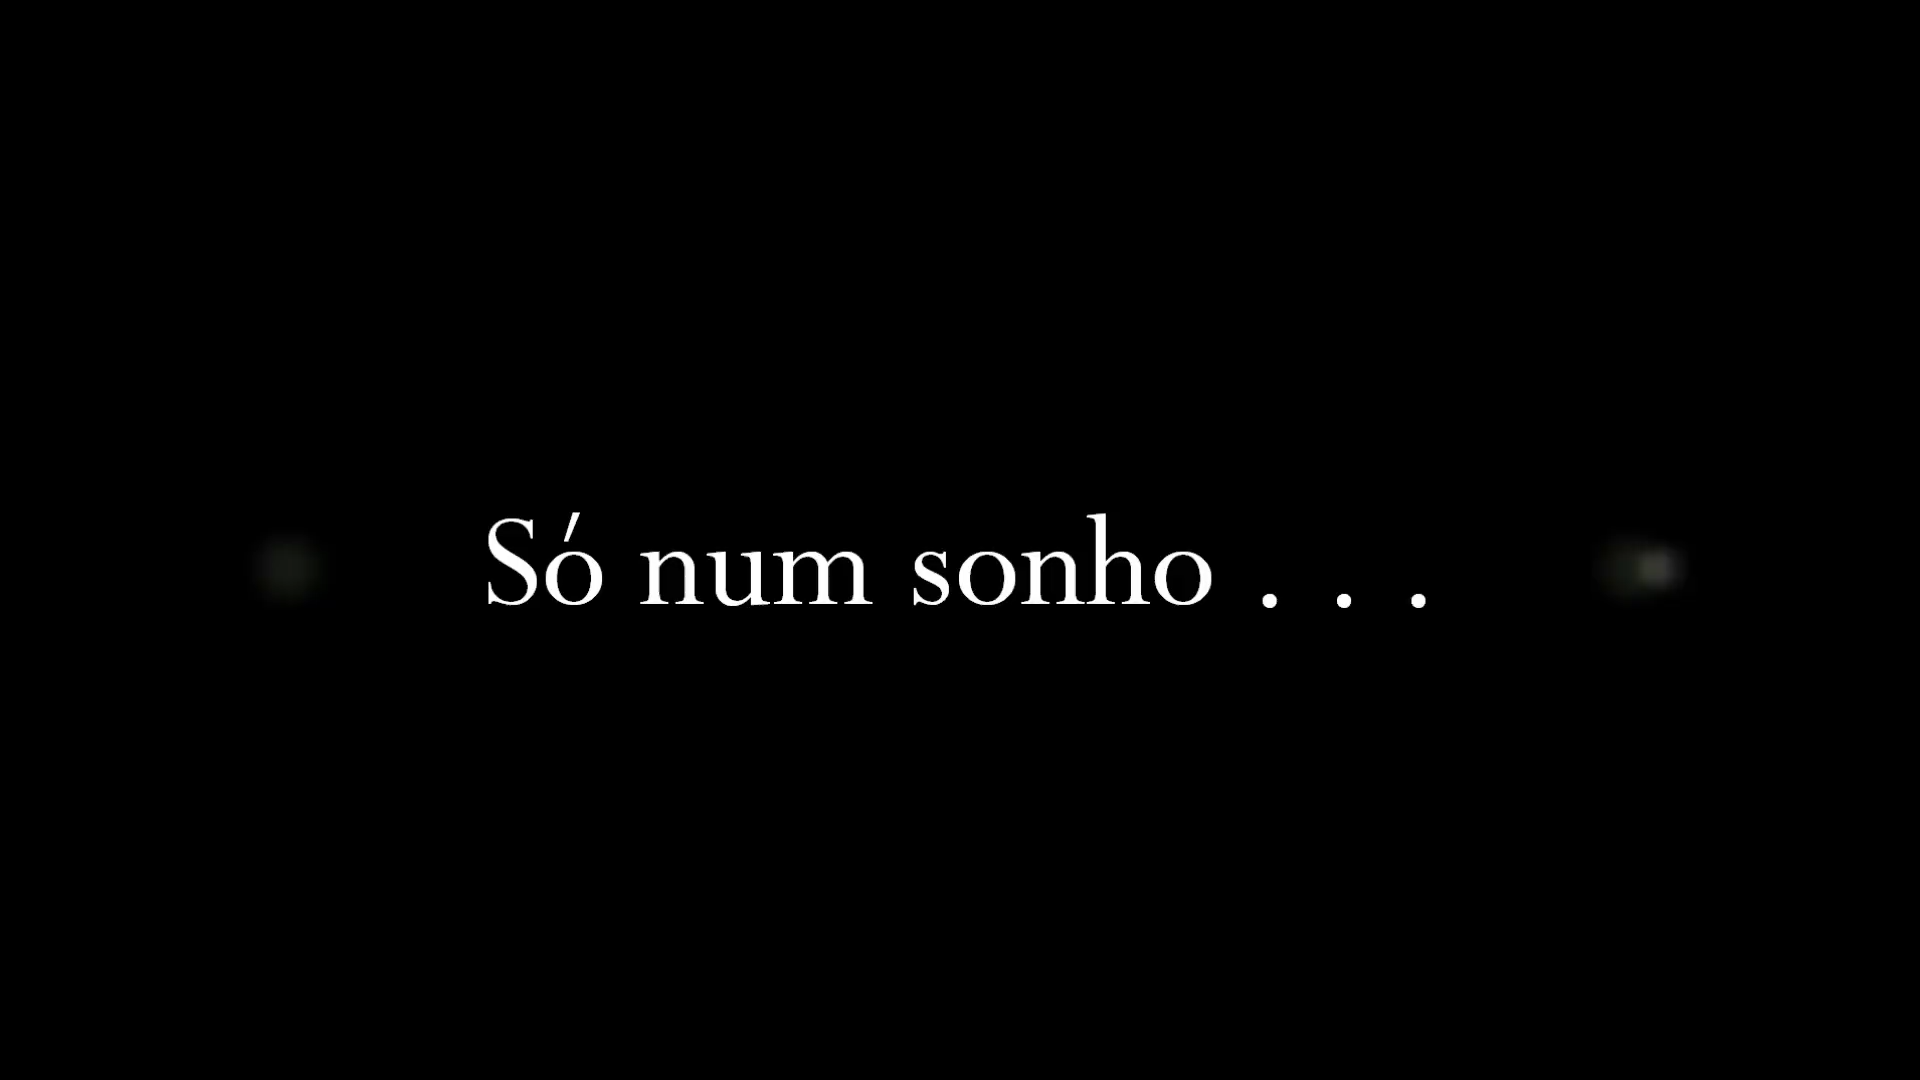 Só num sonho . . .